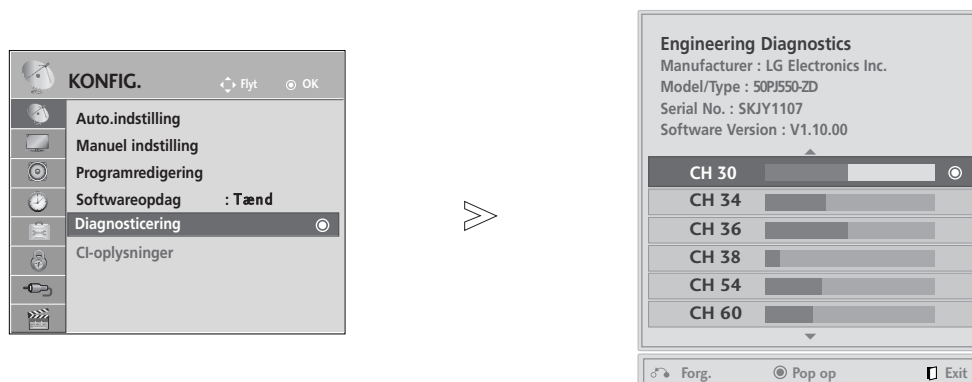 KONFIG. Flyt OK
Auto.indstilling
Manuel indstilling
Programredigering
Softwareopdag : Tænd
Diagnosticering
CI-oplysninger
Engineering Diagnostics
Manufacturer : LG Electronics Inc.
Model/Type : 50PJ550-ZD
Serial No. : SKJY1107
Software Version : V1.10.00
CH 30
CH 34
CH 36
CH 38
CH 54
CH 60
Forg. Pop op Exit